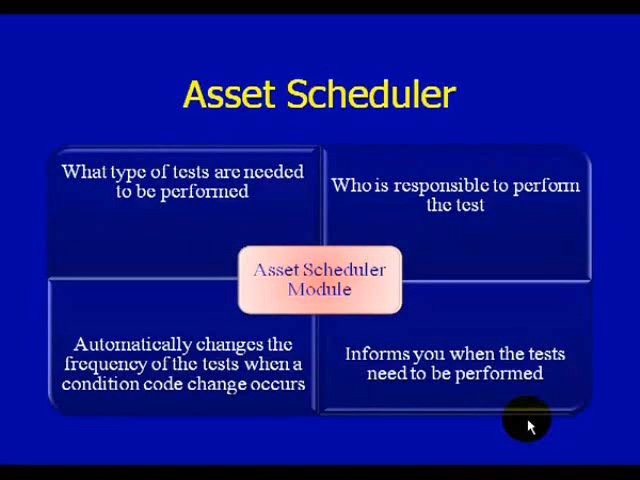 Asset Scheduler
What type of tests are needed
to be performed
Who is responsible to perform
the test
Asset Scheduler
Module
Automatically changes the
frequency of the tests when a
condition code change occurs
Informs you when the tests
need to be performed